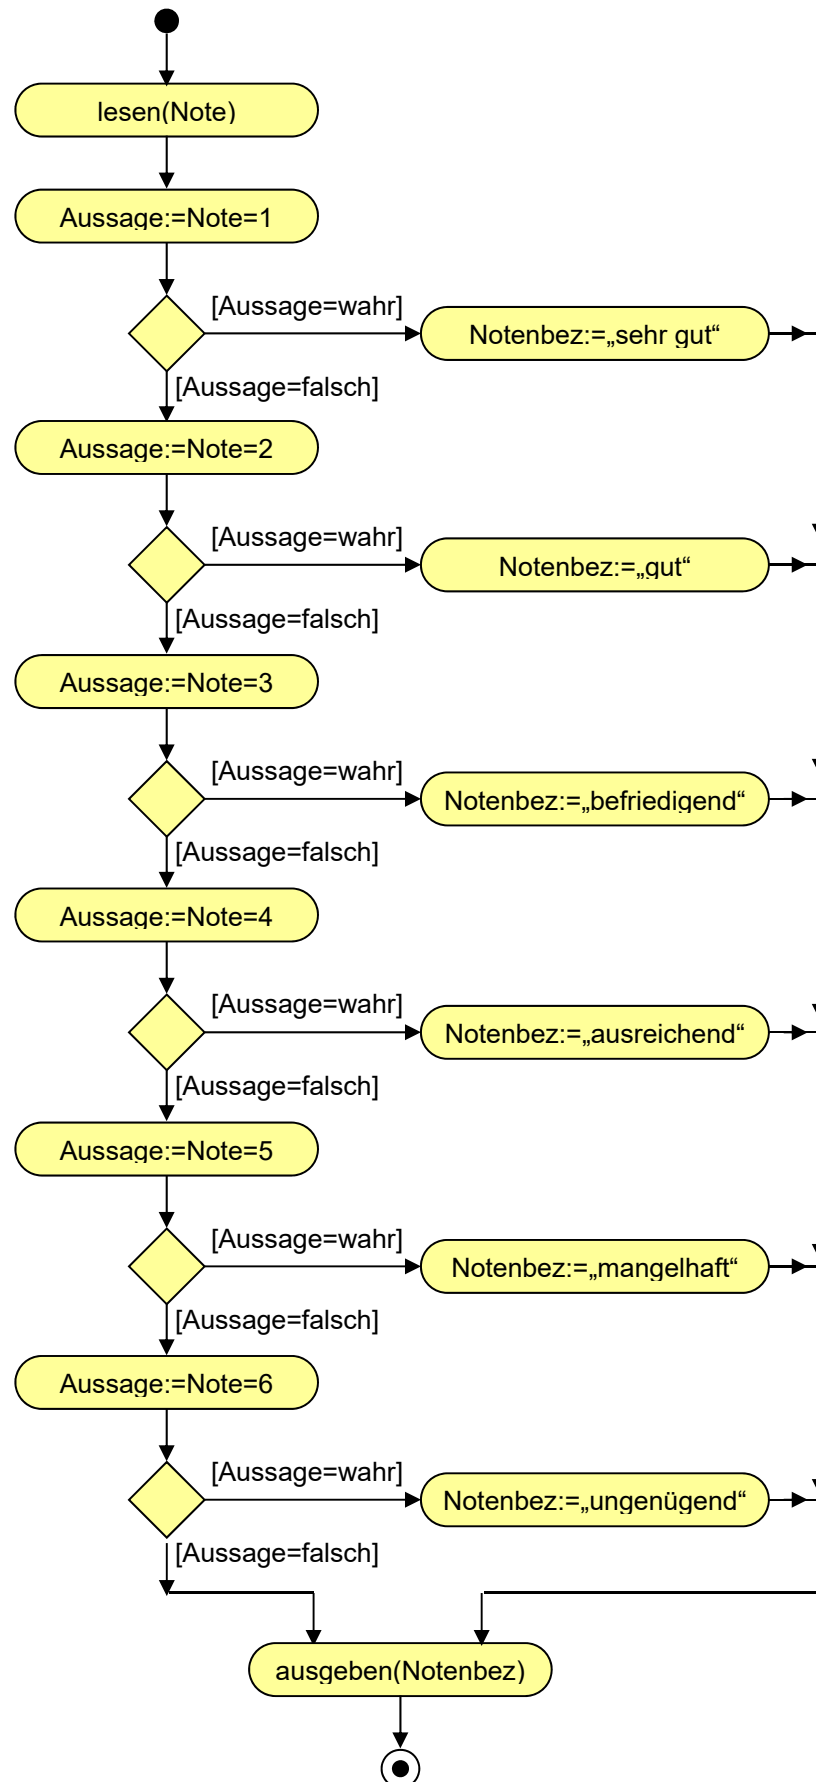 lesen(Note)
Aussage:=Note=1
[Aussage=wahr]
Notenbez:=„sehr gut“
[Aussage=falsch]
Aussage:=Note=2
[Aussage=wahr]
Notenbez:=„gut“
[Aussage=falsch]
Aussage:=Note=3
[Aussage=wahr]
Notenbez:=„befriedigend“
[Aussage=falsch]
Aussage:=Note=4
[Aussage=wahr]
Notenbez:=„ausreichend“
[Aussage=falsch]
Aussage:=Note=5
[Aussage=wahr]
Notenbez:=„mangelhaft“
[Aussage=falsch]
Aussage:=Note=6
[Aussage=wahr]
Notenbez:=„ungenügend“
[Aussage=falsch]
ausgeben(Notenbez)